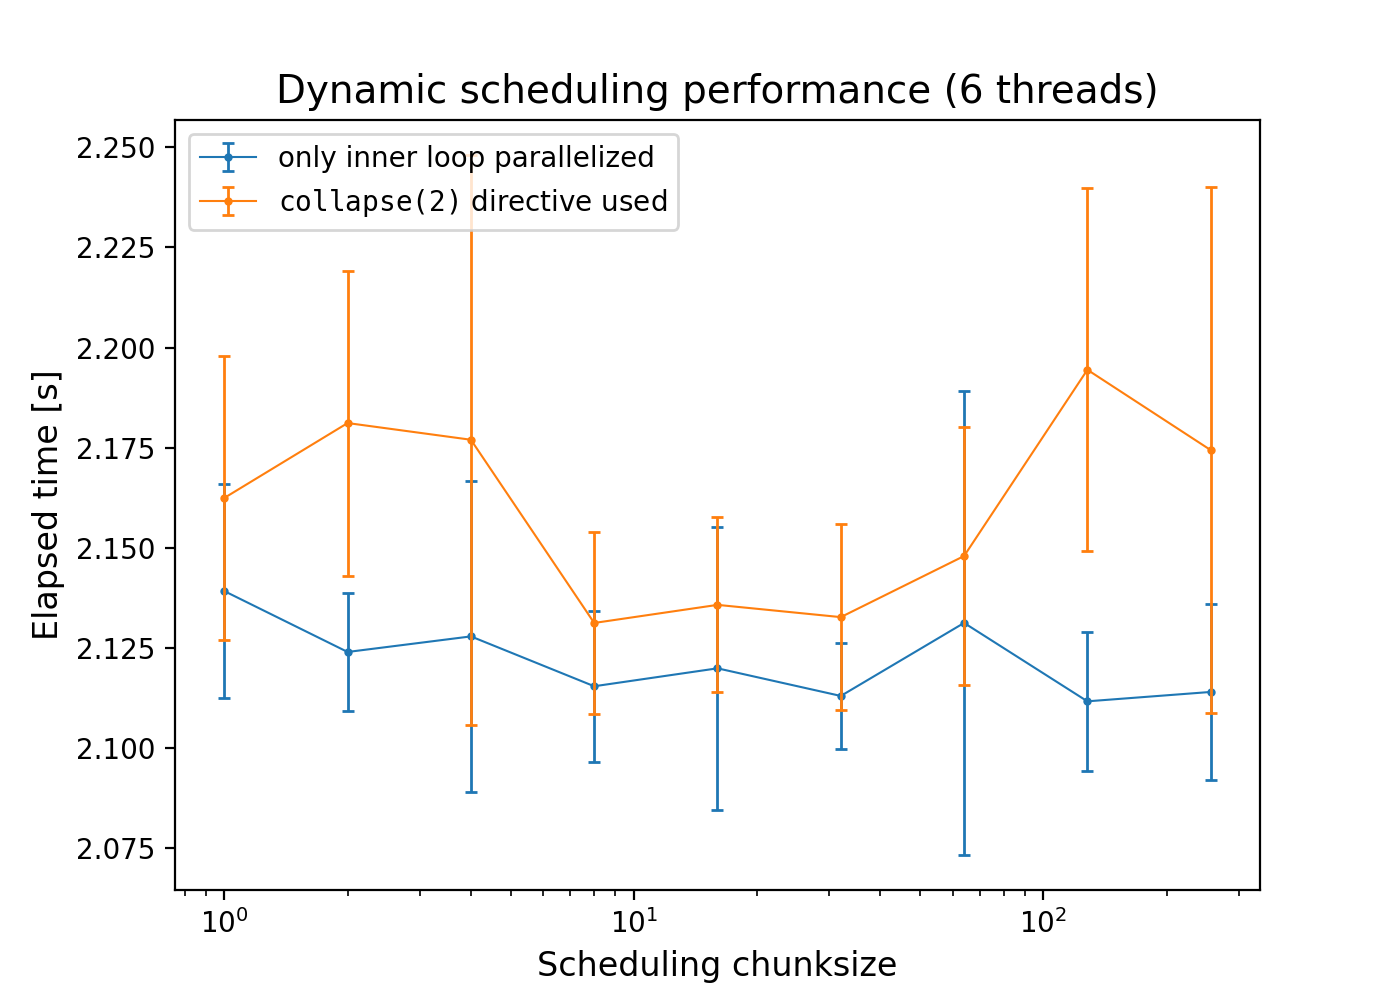 Dynamic scheduling performance (6 threads)
only inner loop parallelized
collapse(2) directive used
2.250
2.225
2.200
2.175
2.150
2.125
2.100
2.075
Elapsed time [s]
10⁰ 10¹ 10²
Scheduling chunksize